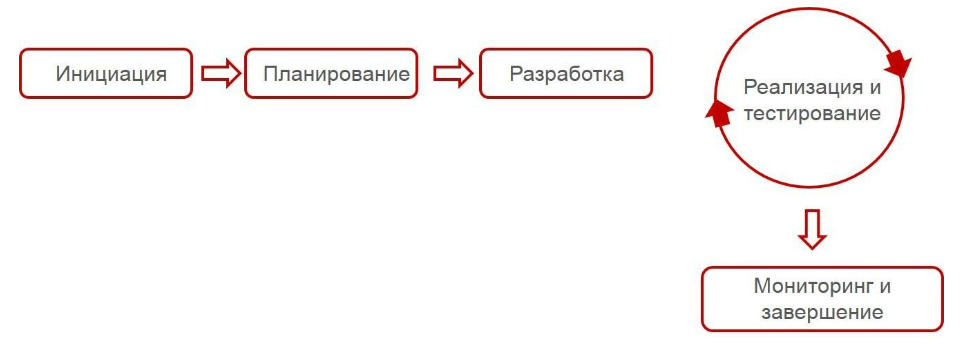 Инициация
Планирование
Разработка
Реализация и
тестирование
Мониторинг и
завершение